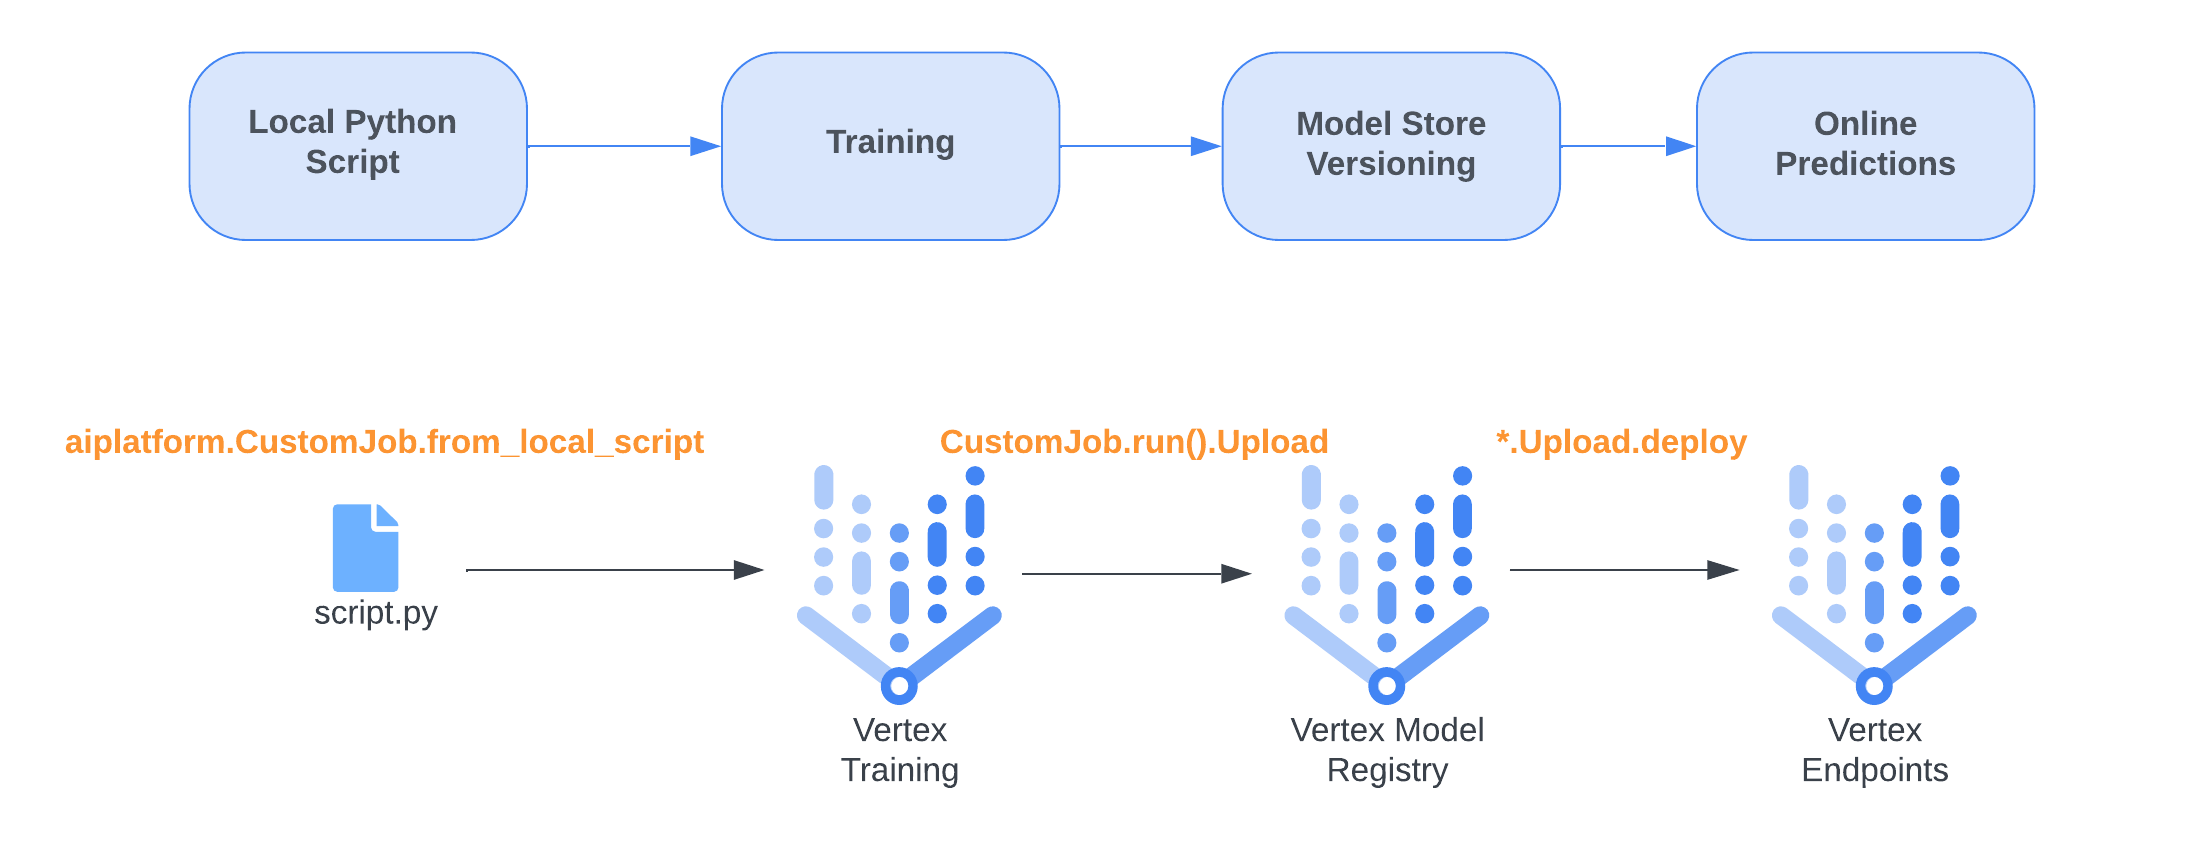 Local Python
Script
Training
Model Store
Versioning
Online
Predictions
aiplatform.CustomJob.from_local_script
CustomJob.run().Upload
*.Upload.deploy
script.py
Vertex
Training
Vertex Model
Registry
Vertex
Endpoints